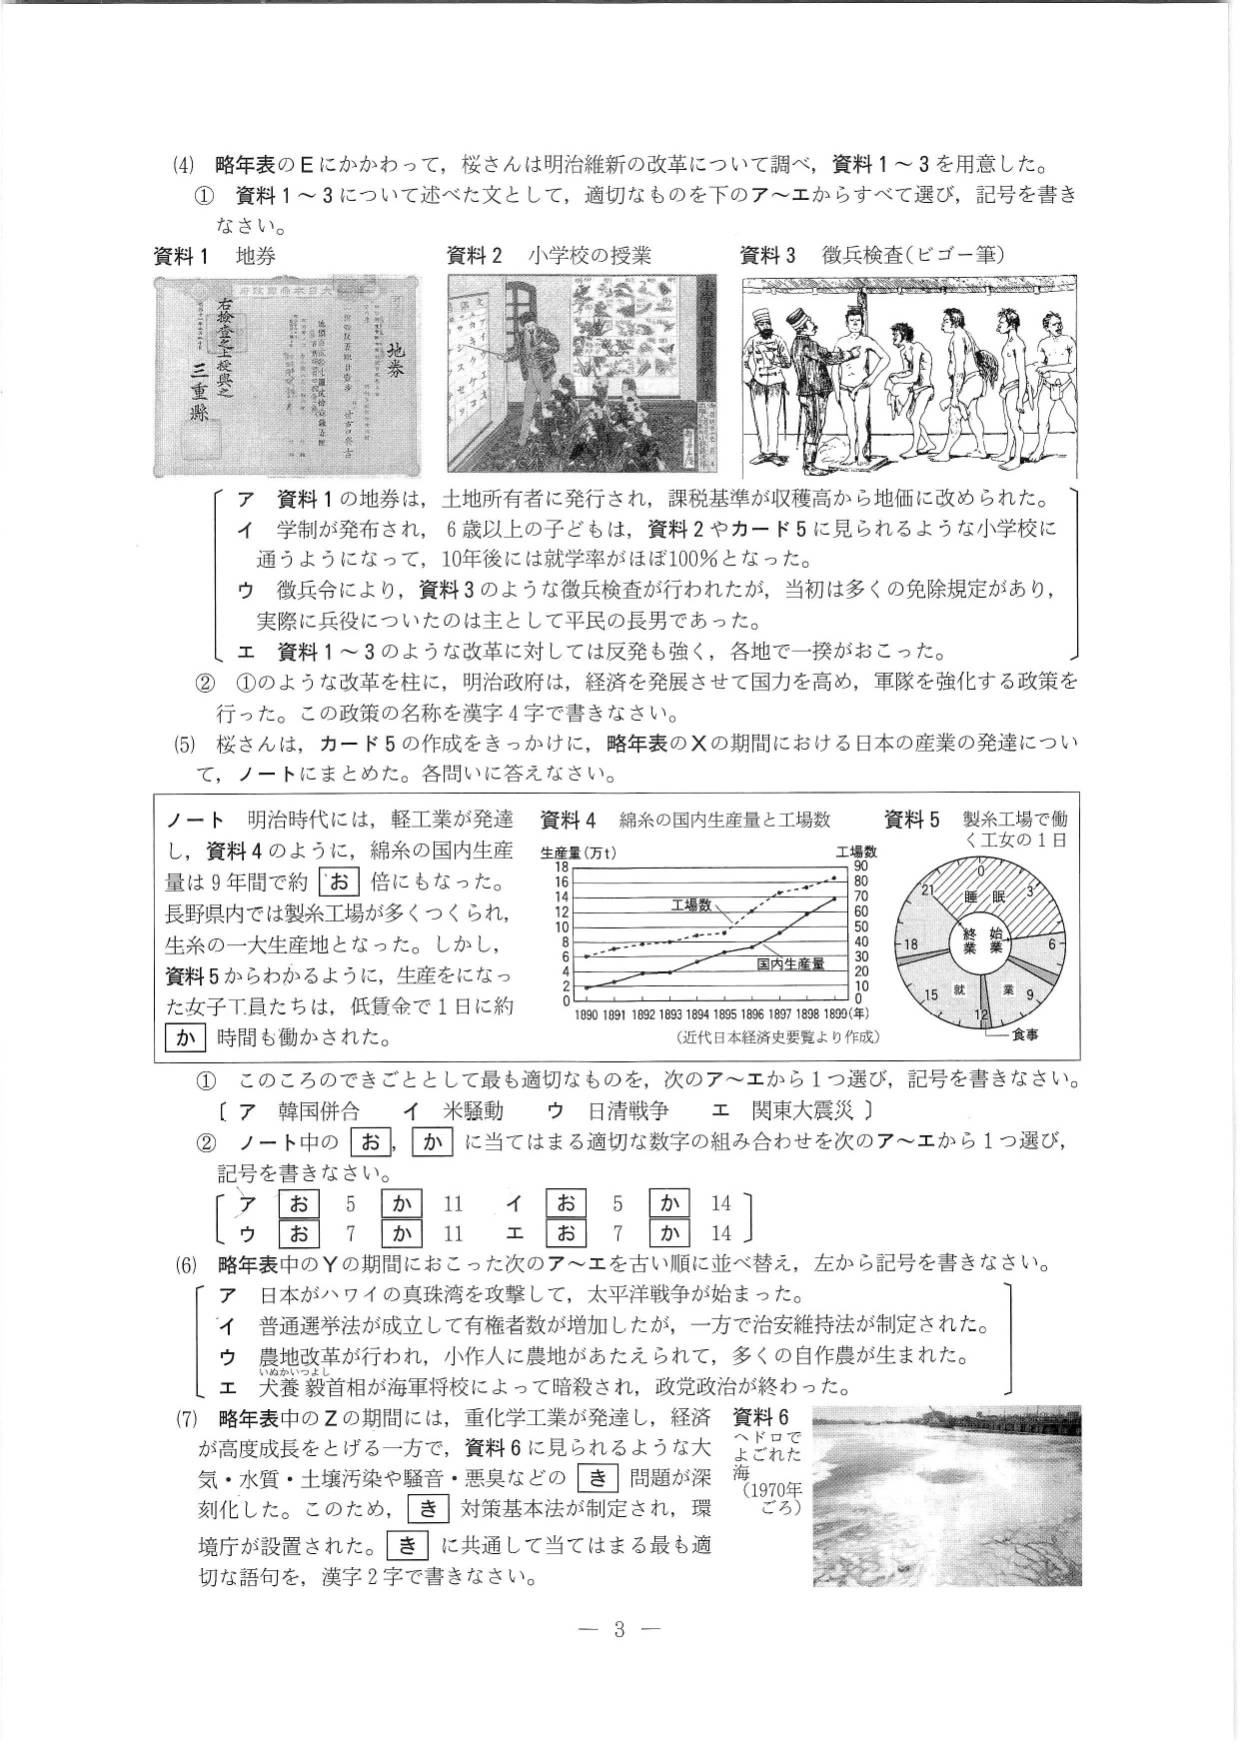 (4) 略年表のEにかかわって，桜さんは明治維新の改革について調べ，資料1～3を用意した。
① 資料1～3について述べた文として，適切なものを下のア～エからすべて選び，記号を書き
なさい。
資料1 地券
資料2 小学校の授業
資料3 徴兵検査(ビゴー筆)
大日本帝国政府
地券
右検査之上授与之
三重縣
ア 資料1の地券は，土地所有者に発行され，課税基準が収穫高から地価に改められた。
イ 学制が発布され，6歳以上の子どもは，資料2やカード5に見られるような小学校に
通うようになって，10年後には就学率がほぼ100％となった。
ウ 徴兵令により，資料3のような徴兵検査が行われたが，当初は多くの免除規定があり，
実際に兵役についたのは主として平民の長男であった。
エ 資料1～3のような改革に対しては反発も強く，各地で一揆がおこった。
② ①のような改革を柱に，明治政府は，経済を発展させて国力を高め，軍隊を強化する政策を
行った。この政策の名称を漢字4字で書きなさい。
(5) 桜さんは，カード5の作成をきっかけに，略年表のXの期間における日本の産業の発達につい
て，ノートにまとめた。各問いに答えなさい。
ノート 明治時代には，軽工業が発達
し，資料4のように，綿糸の国内生産
量は9年間で約 お 倍にもなった。
長野県内では製糸工場が多くつくられ，
生糸の一大生産地となった。しかし，
資料5からわかるように，生産をになっ
た女子工員たちは，低賃金で1日に約
か 時間も働かされた。
資料4 綿糸の国内生産量と工場数
生産量(万t)
工場数
18 90
16 80
14 70
12 60
10 50
8 40
6 30
4 20
2 10
0 0
工場数
国内生産量
1890 1891 1892 1893 1894 1895 1896 1897 1898 1899(年)
(近代日本経済史要覧より作成)
資料5 製糸工場で働
く工女の1日
0
21 3
睡眠
18 終業 始業 6
15 就業 9
12
食事
① このころのできごととして最も適切なものを，次のア～エから1つ選び，記号を書きなさい。
〔 ア 韓国併合 イ 米騒動 ウ 日清戦争 エ 関東大震災 〕
② ノート中の お ， か に当てはまる適切な数字の組み合わせを次のア～エから1つ選び，
記号を書きなさい。
ア お 5 か 11 イ お 5 か 14
ウ お 7 か 11 エ お 7 か 14
(6) 略年表中のYの期間におこった次のア～エを古い順に並べ替え，左から記号を書きなさい。
ア 日本がハワイの真珠湾を攻撃して，太平洋戦争が始まった。
イ 普通選挙法が成立して有権者数が増加したが，一方で治安維持法が制定された。
ウ 農地改革が行われ，小作人に農地があたえられて，多くの自作農が生まれた。
いぬかいつよし
エ 犬養毅首相が海軍将校によって暗殺され，政党政治が終わった。
(7) 略年表中のZの期間には，重化学工業が発達し，経済
が高度成長をとげる一方で，資料6に見られるような大
気・水質・土壌汚染や騒音・悪臭などの き 問題が深
刻化した。このため， き 対策基本法が制定され，環
境庁が設置された。 き に共通して当てはまる最も適
切な語句を，漢字2字で書きなさい。
資料6
ヘドロで
よごれた
海
(1970年
ごろ)
— 3 —